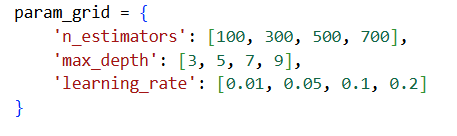 param_grid = {
    'n_estimators': [100, 300, 500, 700],
    'max_depth': [3, 5, 7, 9],
    'learning_rate': [0.01, 0.05, 0.1, 0.2]
}